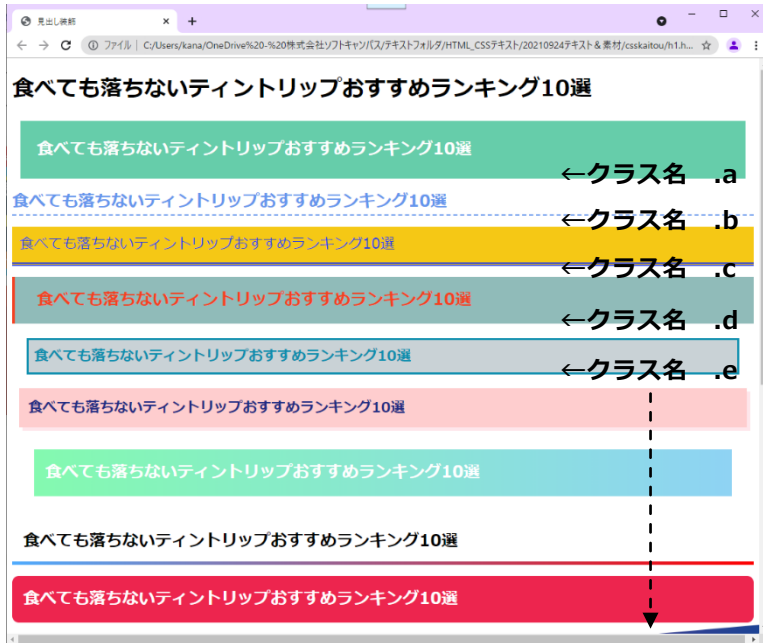 見出し装飾
ファイル | C:/Users/kana/OneDrive%20-%20株式会社ソフトキャンパス/テキストフォルダ/HTML_CSSテキスト/20210924テキスト＆素材/csskaitou/h1.h...
食べても落ちないティントリップおすすめランキング10選
食べても落ちないティントリップおすすめランキング10選
←クラス名 .a
食べても落ちないティントリップおすすめランキング10選
←クラス名 .b
食べても落ちないティントリップおすすめランキング10選
←クラス名 .c
食べても落ちないティントリップおすすめランキング10選
←クラス名 .d
食べても落ちないティントリップおすすめランキング10選
←クラス名 .e
食べても落ちないティントリップおすすめランキング10選
食べても落ちないティントリップおすすめランキング10選
食べても落ちないティントリップおすすめランキング10選
食べても落ちないティントリップおすすめランキング10選